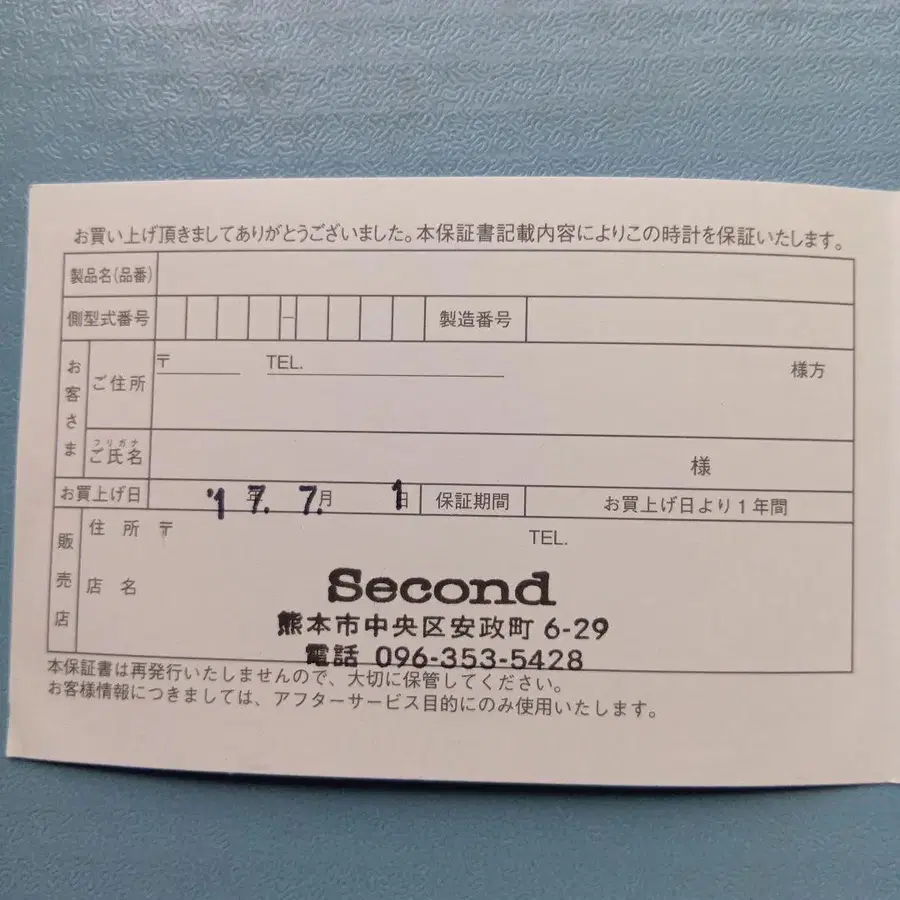 お買い上げ頂きましてありがとうございました。本保証書記載内容によりこの時計を保証いたします。
製品名(品番)
側型式番号 － 製造番号
お客さま
ご住所 〒 TEL. 様方
フリガナ
ご氏名 様
お買上げ日 '17.年 7.月 1日 保証期間 お買上げ日より1年間
販売店
住所 〒 TEL.
店名
Second
熊本市中央区安政町 6-29
電話 096-353-5428
本保証書は再発行いたしませんので、大切に保管してください。
お客様情報につきましては、アフターサービス目的にのみ使用いたします。